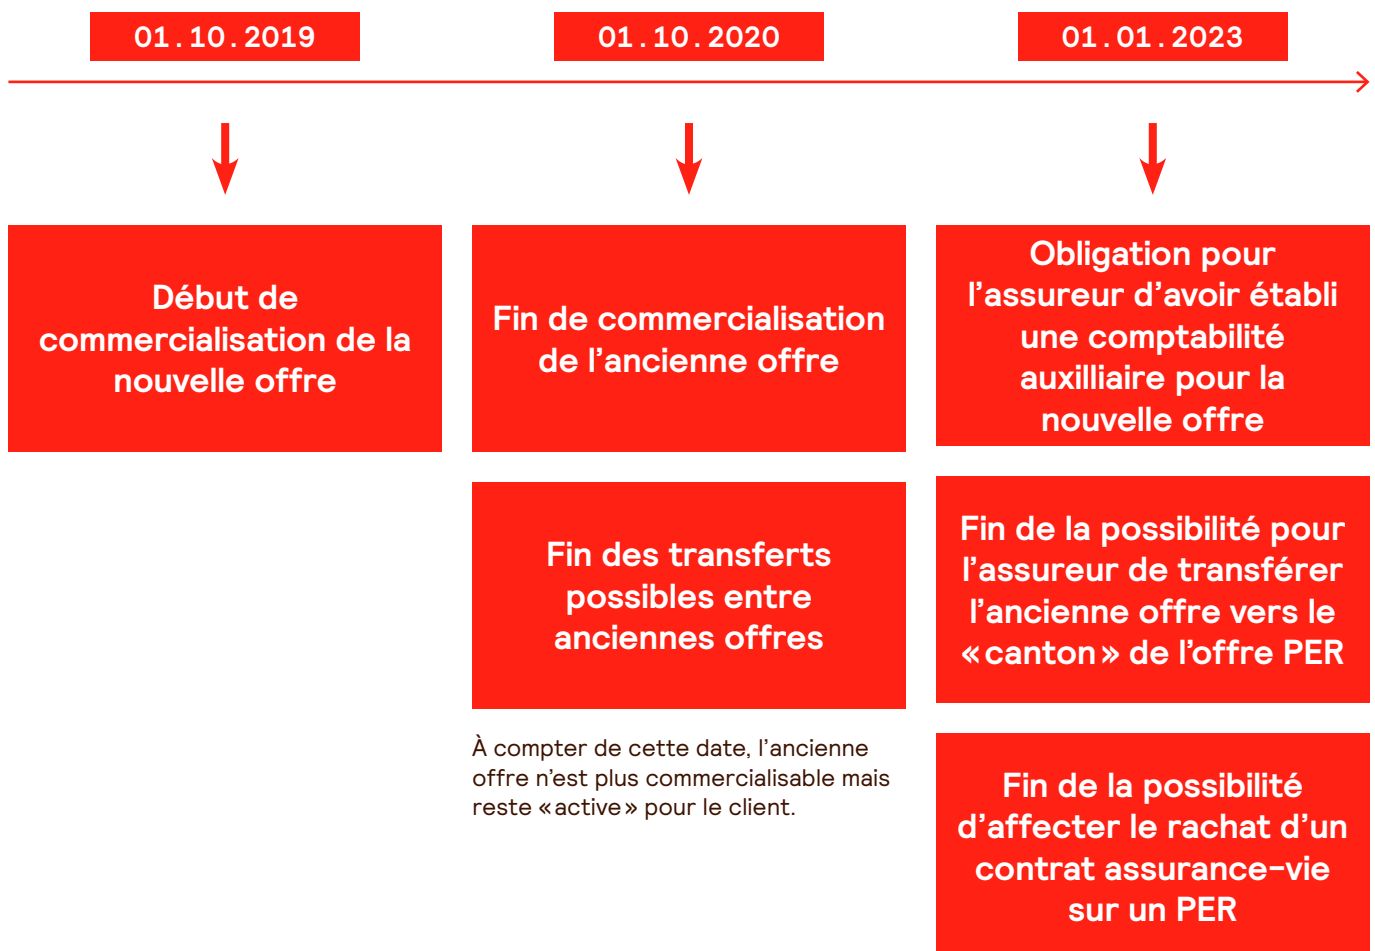 01.10.2019
01.10.2020
01.01.2023
Début de
commercialisation de la
nouvelle offre
Fin de commercialisation
de l’ancienne offre
Fin des transferts
possibles entre
anciennes offres
À compter de cette date, l’ancienne
offre n’est plus commercialisable mais
reste «active» pour le client.
Obligation pour
l’assureur d’avoir établi
une comptabilité
auxilliaire pour la
nouvelle offre
Fin de la possibilité pour
l’assureur de transférer
l’ancienne offre vers le
«canton» de l’offre PER
Fin de la possibilité
d’affecter le rachat d’un
contrat assurance-vie
sur un PER